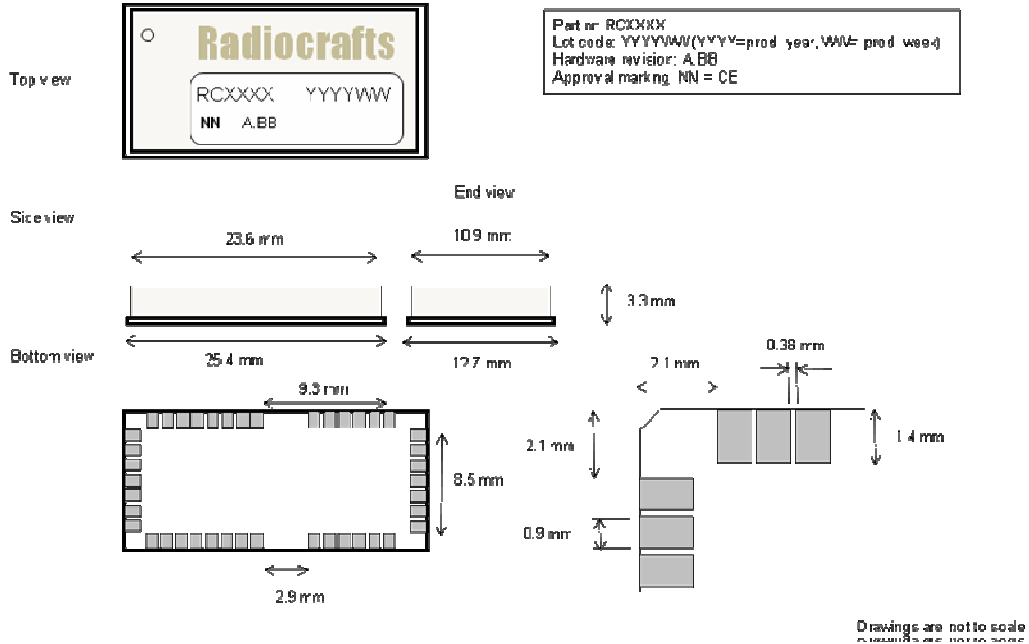 Radiocrafts
RCXXXX YYYYWW
NN A.BB
Part nr: RCXXXX
Lot code: YYYYWW (YYYY=prod. year, WW= prod. week)
Hardware revision: A.BB
Approval marking: NN = CE
Top view
End view
Side view
23.6 mm
10.9 mm
3.3 mm
Bottom view
25.4 mm
12.7 mm
2.1 mm
0.38 mm
9.3 mm
2.1 mm
1.4 mm
8.5 mm
0.9 mm
2.9 mm
Drawings are not to scale